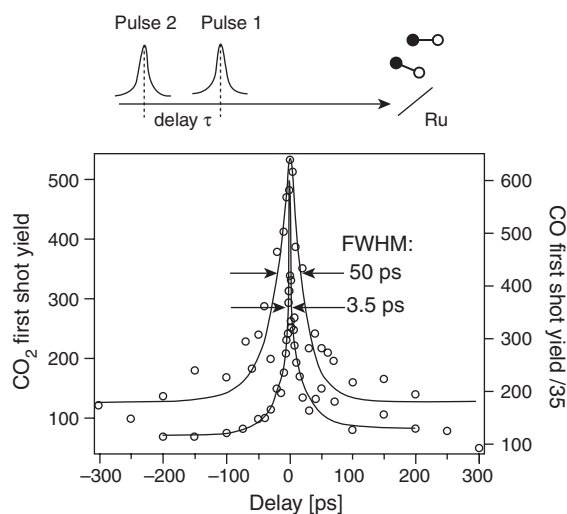 Pulse 2 Pulse 1
delay τ
Ru
CO₂ first shot yield
500
400
300
200
100
FWHM:
50 ps
3.5 ps
600
500
400
300
200
100
CO first shot yield /35
−300 −200 −100 0 100 200 300
Delay [ps]